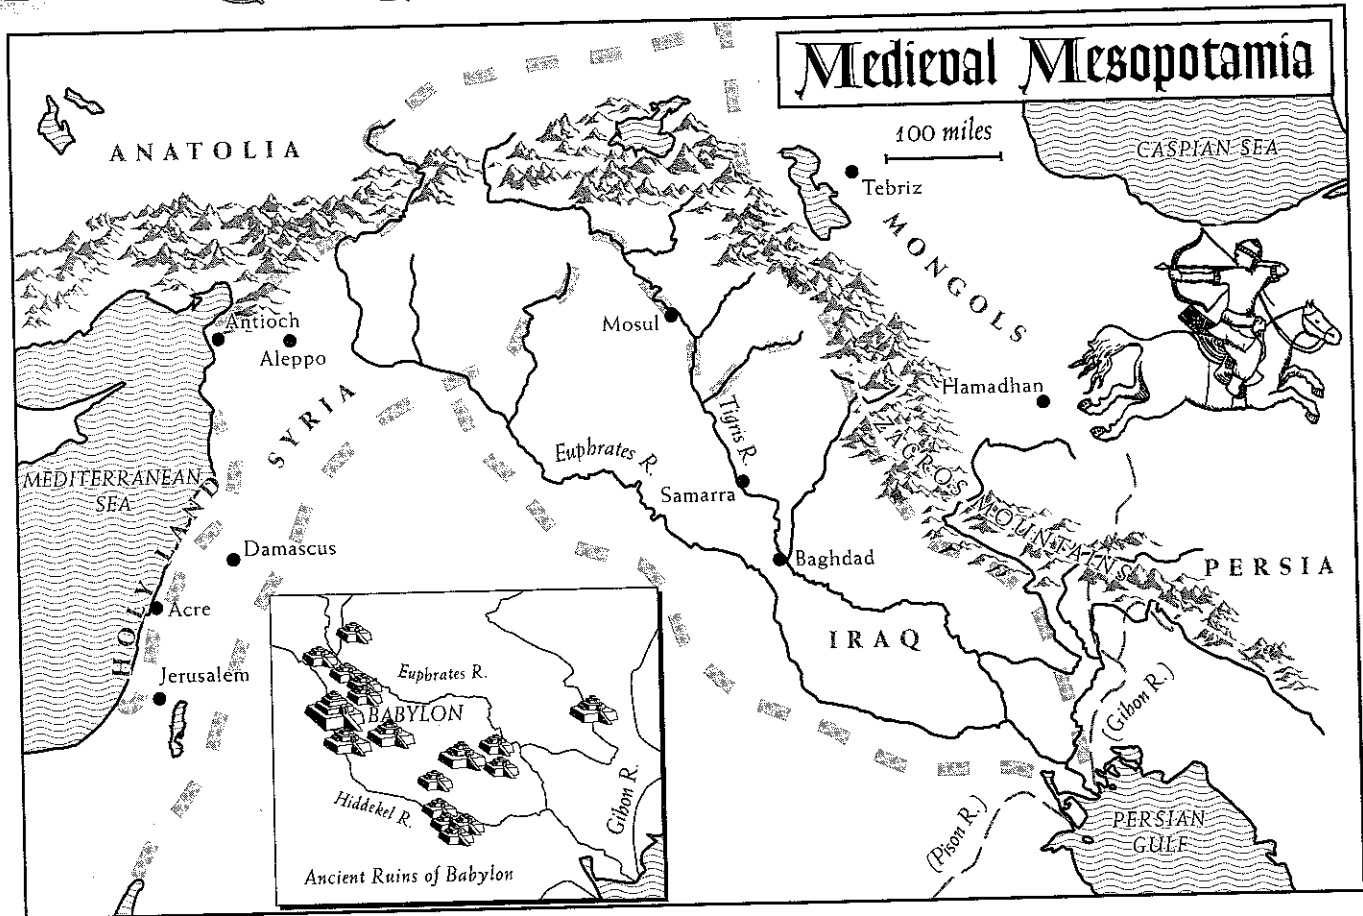 Medieval Mesopotamia
100 miles
CASPIAN SEA
ANATOLIA
Tebriz
MONGOLS
Antioch
Aleppo
Mosul
Hamadhan
SYRIA
Tigris R.
Euphrates R.
MEDITERRANEAN
SEA
Samarra
ZAGROS MOUNTAINS
HOLY LAND
Damascus
Baghdad
PERSIA
Acre
IRAQ
Jerusalem
(Gihon R.)
(Pison R.)
PERSIAN
GULF
Euphrates R.
BABYLON
Hiddekel R.
Gihon R.
Ancient Ruins of Babylon